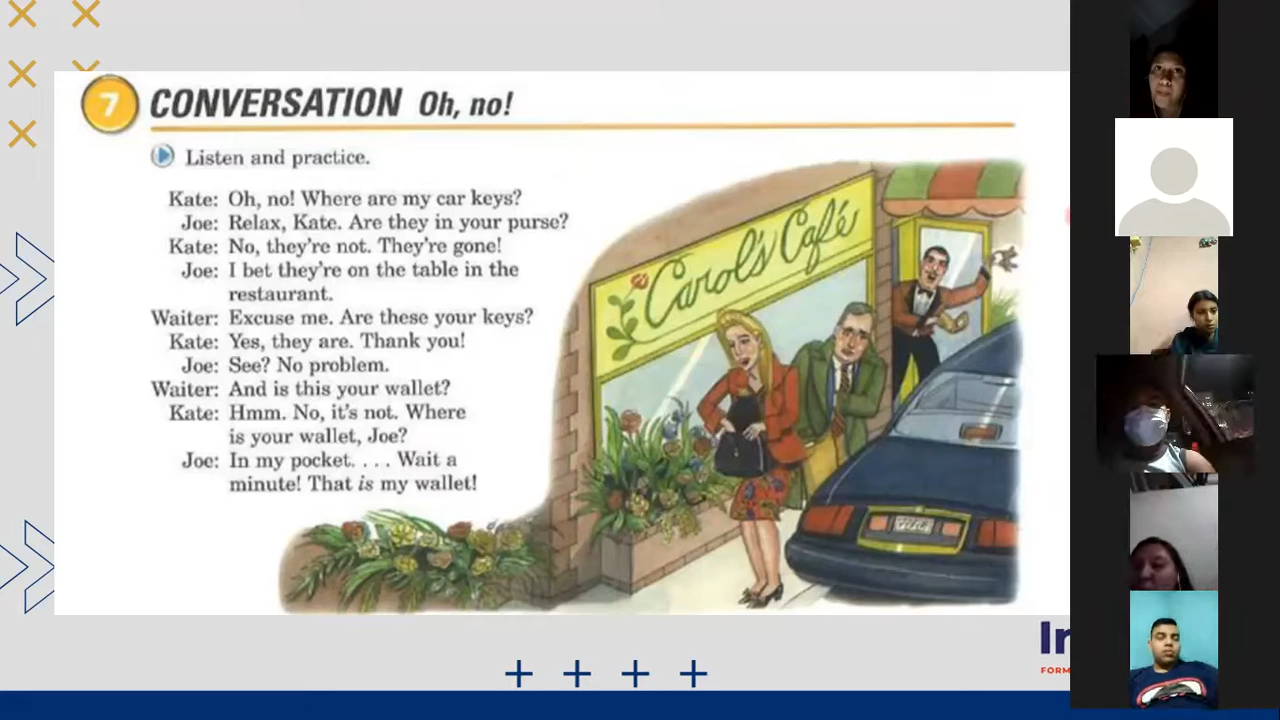 7 CONVERSATION Oh, no!
Listen and practice.
Kate: Oh, no! Where are my car keys?
Joe: Relax, Kate. Are they in your purse?
Kate: No, they're not. They're gone!
Joe: I bet they're on the table in the
restaurant.
Waiter: Excuse me. Are these your keys?
Kate: Yes, they are. Thank you!
Joe: See? No problem.
Waiter: And is this your wallet?
Kate: Hmm. No, it's not. Where
is your wallet, Joe?
Joe: In my pocket. . . . Wait a
minute! That is my wallet!
Carol's Café
In
FORM